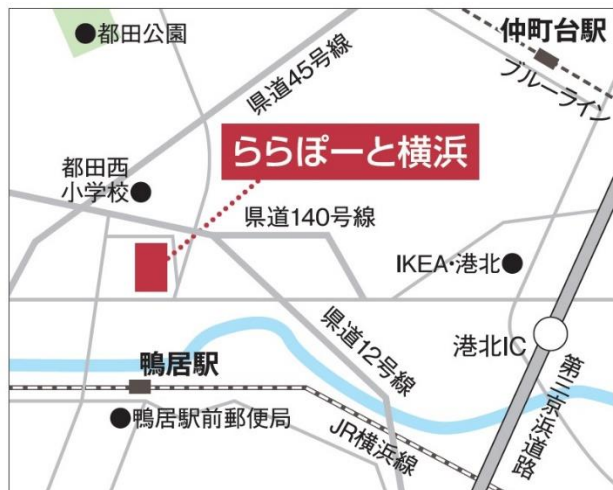 都田公園
仲町台駅
ブルーライン
県道45号線
ららぽーと横浜
都田西
小学校
県道140号線
IKEA・港北
県道12号線
港北IC
鴨居駅
第三京浜道路
鴨居駅前郵便局
JR横浜線